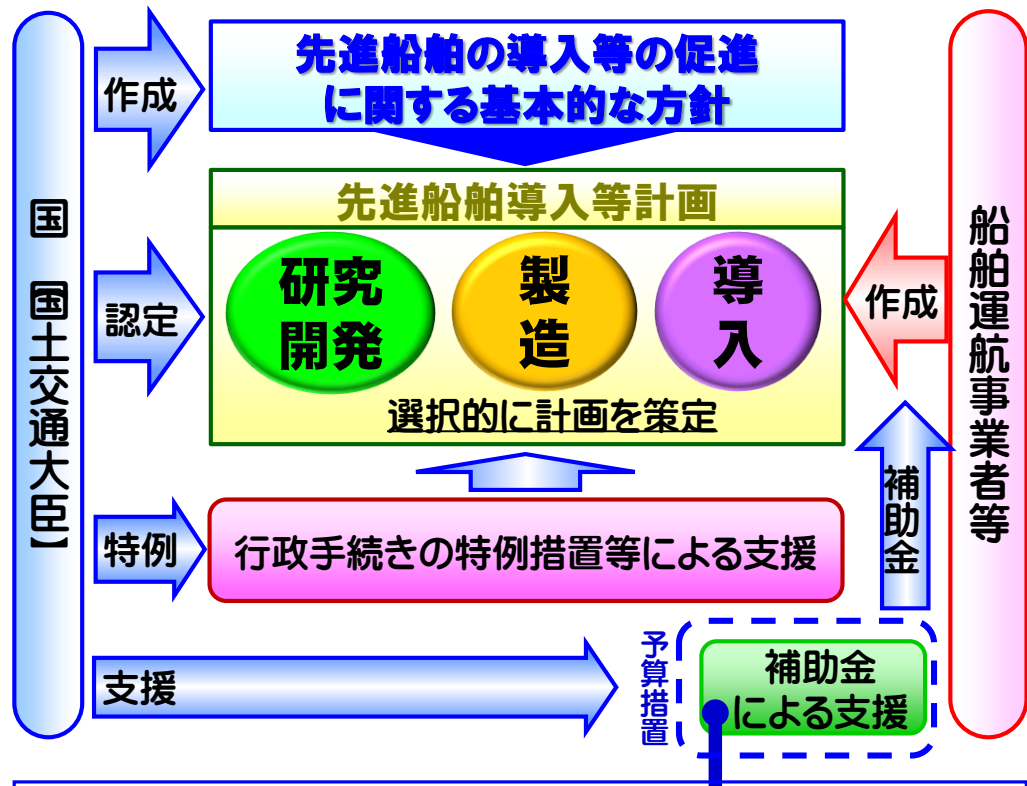 作成
先進船舶の導入等の促進
に関する基本的な方針
先進船舶導入等計画
国 国土交通大臣】
認定
研究
開発
製
造
導
入
作成
船舶運航事業者等
選択的に計画を策定
特例
行政手続きの特例措置等による支援
補助金
支援
予算措置
補助金
による支援